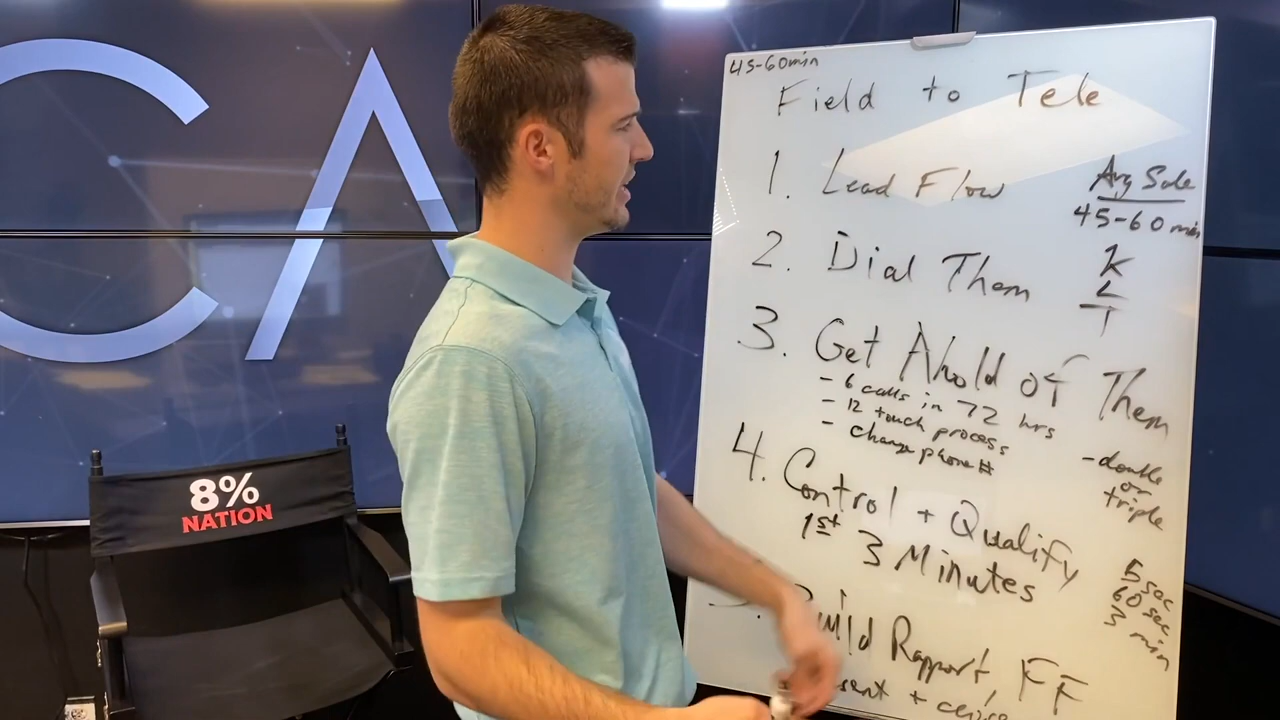 CA
8%
NATION
45-60min
Field to Tele
1. Lead Flow
Avg Sale
45-60 min
2. Dial Them
K
L
T
3. Get Ahold of Them
- 6 calls in 72 hrs
- 12 touch process
- change phone #
- double
or
triple
4. Control + Qualify
1st 3 Minutes
5 sec
60 sec
3 min
Build Rapport, FF